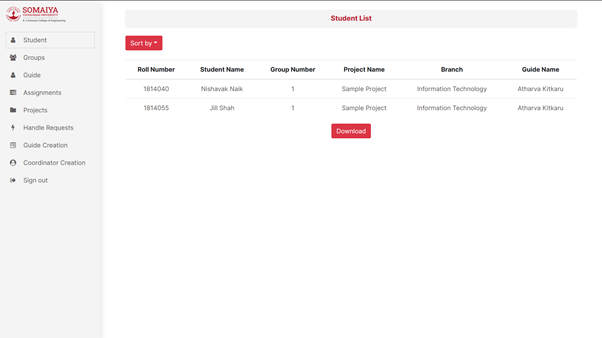 SOMAIYA
VIDYAVIHAR UNIVERSITY
K J Somaiya College of Engineering
Student
Groups
Guide
Assignments
Projects
Handle Requests
Guide Creation
Coordinator Creation
Sign out
Student List
Sort by
Roll Number Student Name Group Number Project Name Branch Guide Name
1814040 Nishavak Naik 1 Sample Project Information Technology Atharva Kitkaru
1814055 Jill Shah 1 Sample Project Information Technology Atharva Kitkaru
Download